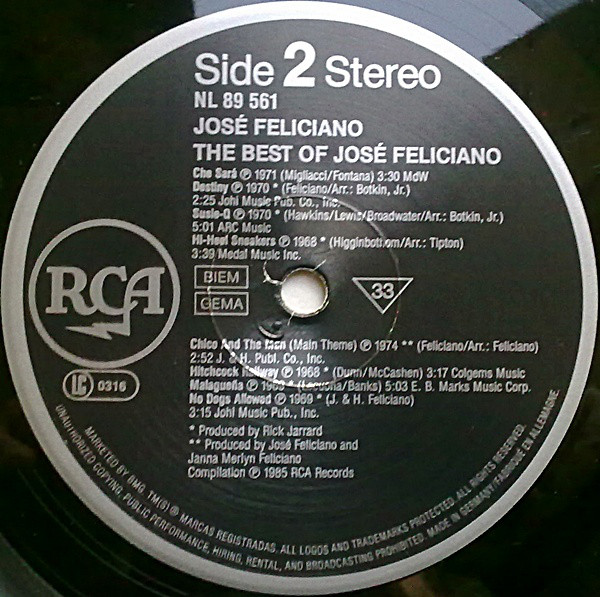 Side 2 Stereo
NL 89 561
JOSÉ FELICIANO
THE BEST OF JOSÉ FELICIANO
Che Sará ℗ 1971 (Migliacci/Fontana) 3:30 MdW
Destiny ℗ 1970 * (Feliciano/Arr.: Botkin, Jr.)
2:25 Johi Music Pub. Co., Inc.
Susie-Q ℗ 1970 * (Hawkins/Lewis/Broadwater/Arr.: Botkin, Jr.)
5:01 ARC Music
Hi-Heel Sneakers ℗ 1968 * (Higginbottom/Arr.: Tipton)
3:39 Medal Music Inc.
RCA
BIEM
GEMA
33
Chico And The Men (Main Theme) ℗ 1974 ** (Feliciano/Arr.: Feliciano)
2:52 J. & H. Publ. Co., Inc.
Hitchcock Railway ℗ 1968 * (Dunn/McCashen) 3:17 Colgems Music
Malagueña ℗ 1969 * (Lecuona/Banks) 5:03 E. B. Marks Music Corp.
No Dogs Allowed ℗ 1969 * (J. & H. Feliciano)
3:15 Johi Music Pub., Inc.
LC 0316
* Produced by Rick Jarrard
** Produced by José Feliciano and
Janna Merlyn Feliciano
Compilation ℗ 1985 RCA Records
MARKETED BY BMG. TM(S) ® MARCAS REGISTRADAS. ALL LOGOS AND TRADEMARKS PROTECTED. ALL RIGHTS RESERVED.
UNAUTHORIZED COPYING, PUBLIC PERFORMANCE, HIRING, RENTAL, AND BROADCASTING PROHIBITED. MADE IN GERMANY/FABRIQUÉ EN ALLEMAGNE